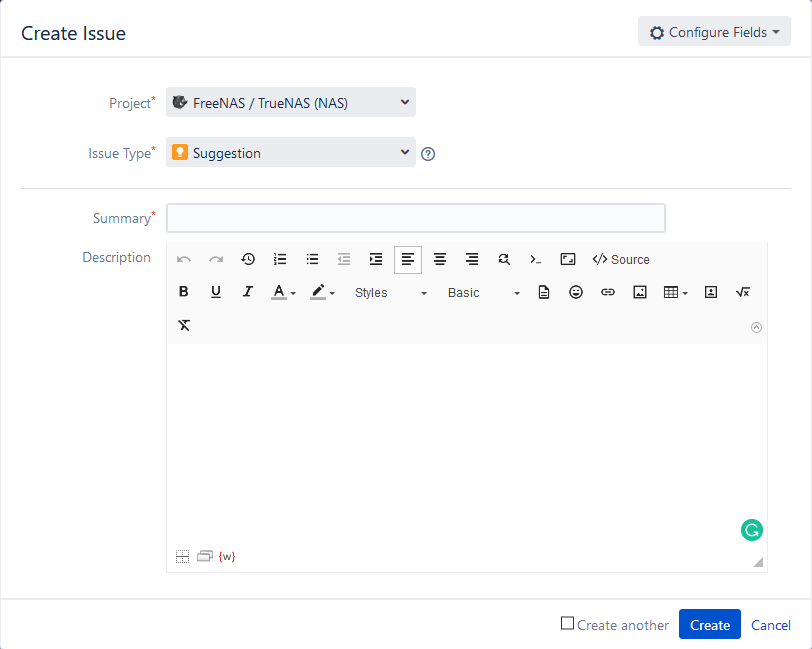 Create Issue
Configure Fields
Project*
FreeNAS / TrueNAS (NAS)
Issue Type*
Suggestion
?
Summary*
Description
>_ </> Source
B U I A Styles Basic √x
{w}
G
Create another Create Cancel